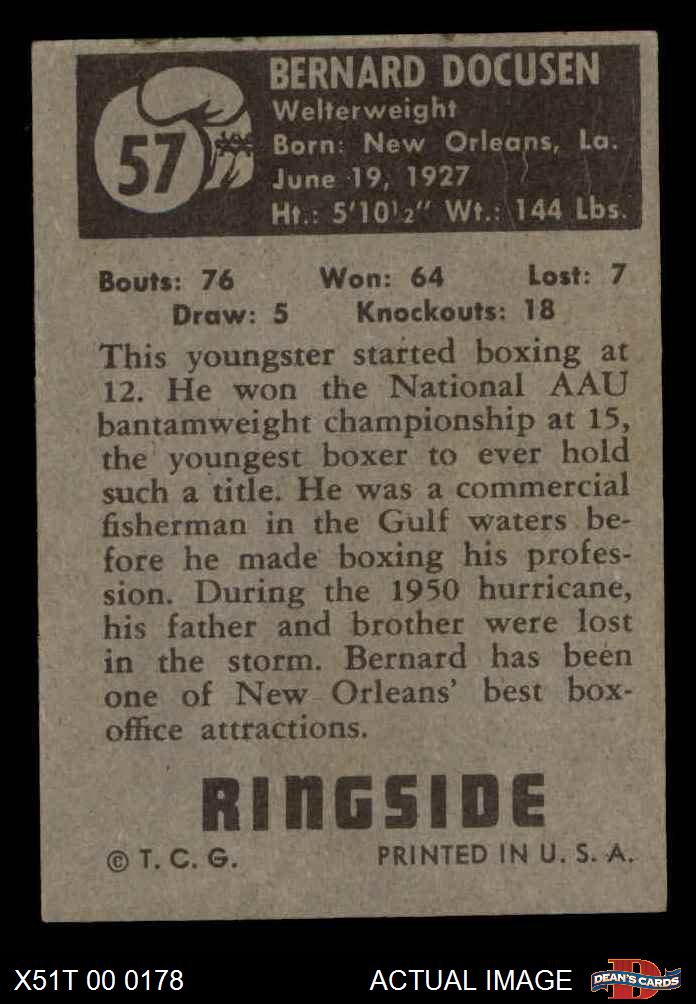 57
BERNARD DOCUSEN
Welterweight
Born: New Orleans, La.
June 19, 1927
Ht.: 5'10½" Wt.: 144 Lbs.
Bouts: 76 Won: 64 Lost: 7
Draw: 5 Knockouts: 18
This youngster started boxing at
12. He won the National AAU
bantamweight championship at 15,
the youngest boxer to ever hold
such a title. He was a commercial
fisherman in the Gulf waters be-
fore he made boxing his profes-
sion. During the 1950 hurricane,
his father and brother were lost
in the storm. Bernard has been
one of New Orleans' best box-
office attractions.
RINGSIDE
© T. C. G. PRINTED IN U. S. A.
X51T 00 0178 ACTUAL IMAGE D DEAN'S CARDS